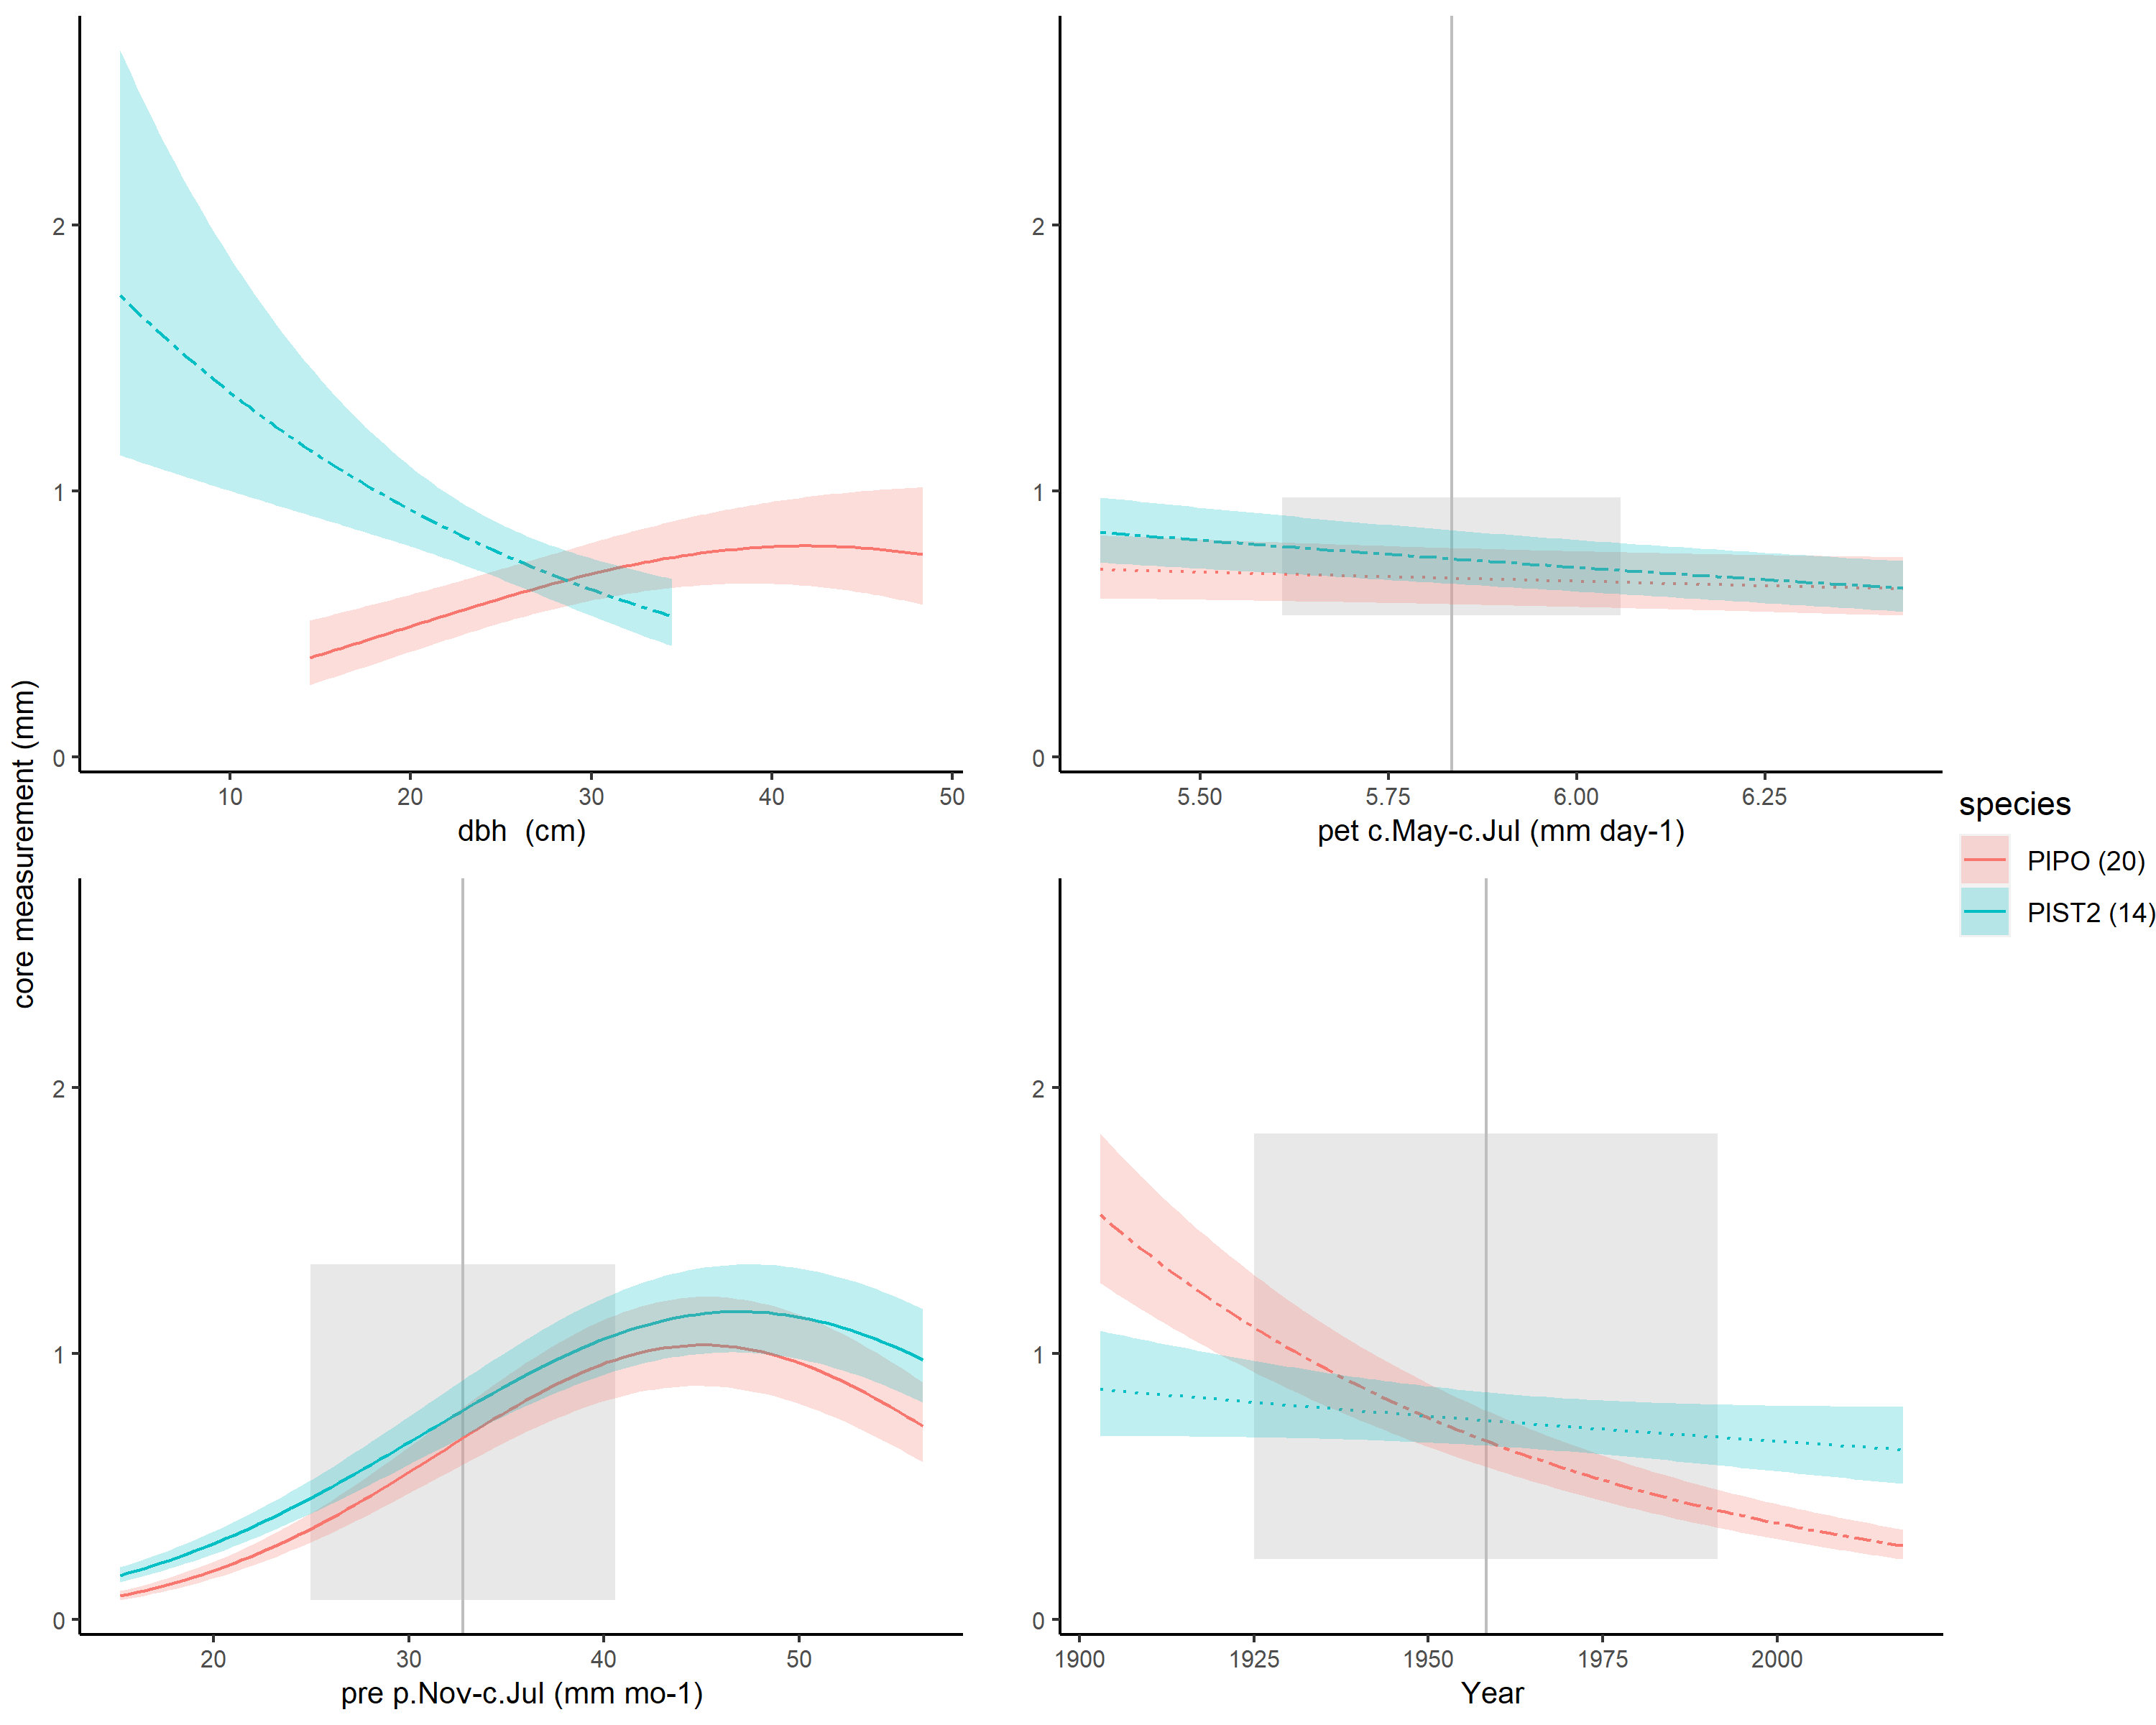 2
1
0
10 20 30 40 50
dbh  (cm)
2
1
0
5.50 5.75 6.00 6.25
pet c.May-c.Jul (mm day-1)
core measurement (mm)
species
PIPO (20)
PIST2 (14)
2
1
0
20 30 40 50
pre p.Nov-c.Jul (mm mo-1)
2
1
0
1900 1925 1950 1975 2000
Year